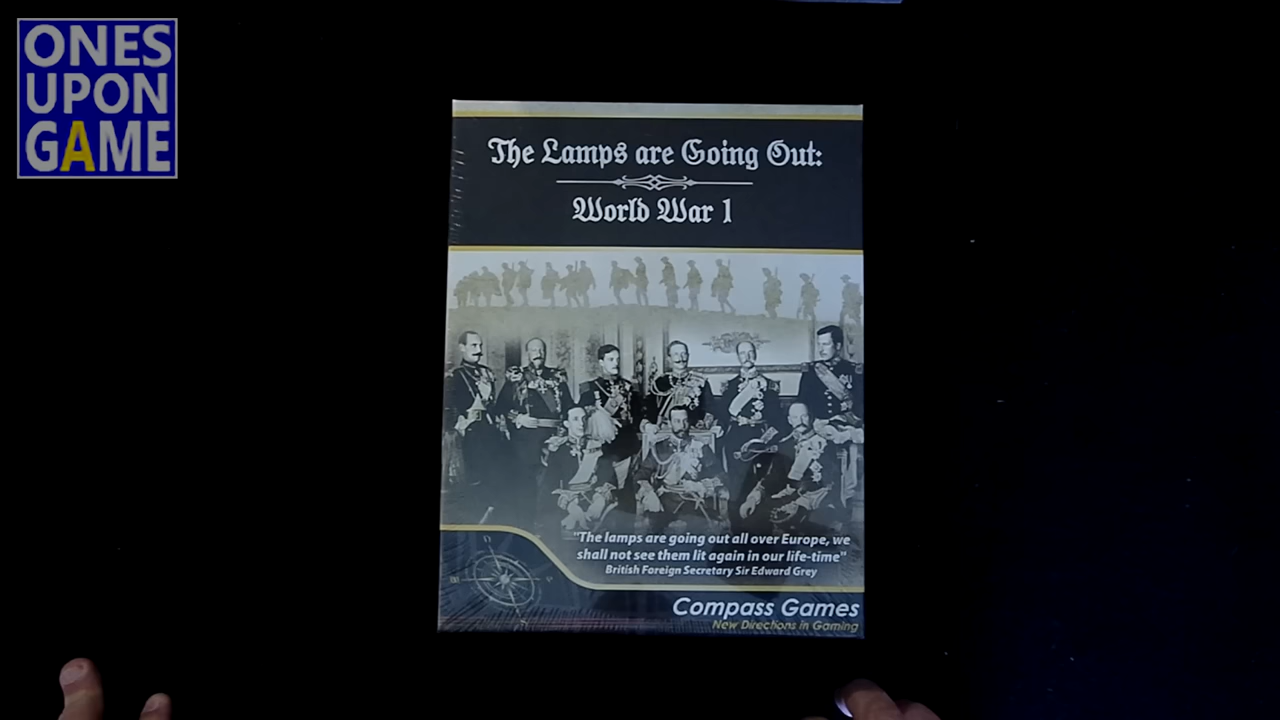 ONES
UPON
GAME
The Lamps are Going Out:
World War 1
"The lamps are going out all over Europe, we
shall not see them lit again in our life-time"
British Foreign Secretary Sir Edward Grey
Compass Games
New Directions in Gaming